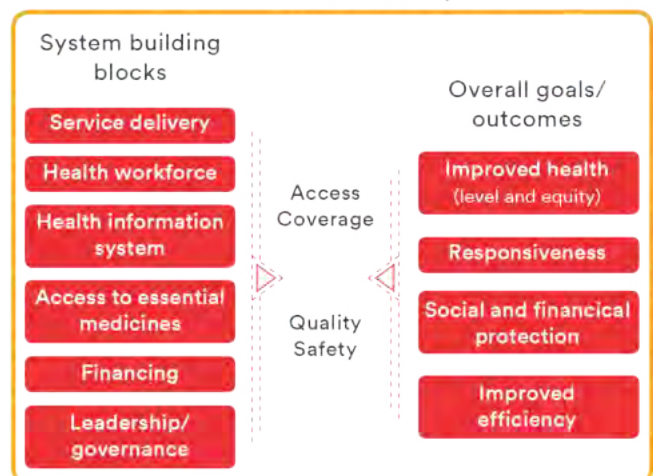 System building
blocks
Service delivery
Health workforce
Health information
system
Access to essential
medicines
Financing
Leadership/
governance
Access
Coverage
Quality
Safety
Overall goals/
outcomes
Improved health
(level and equity)
Responsiveness
Social and financical
protection
Improved
efficiency